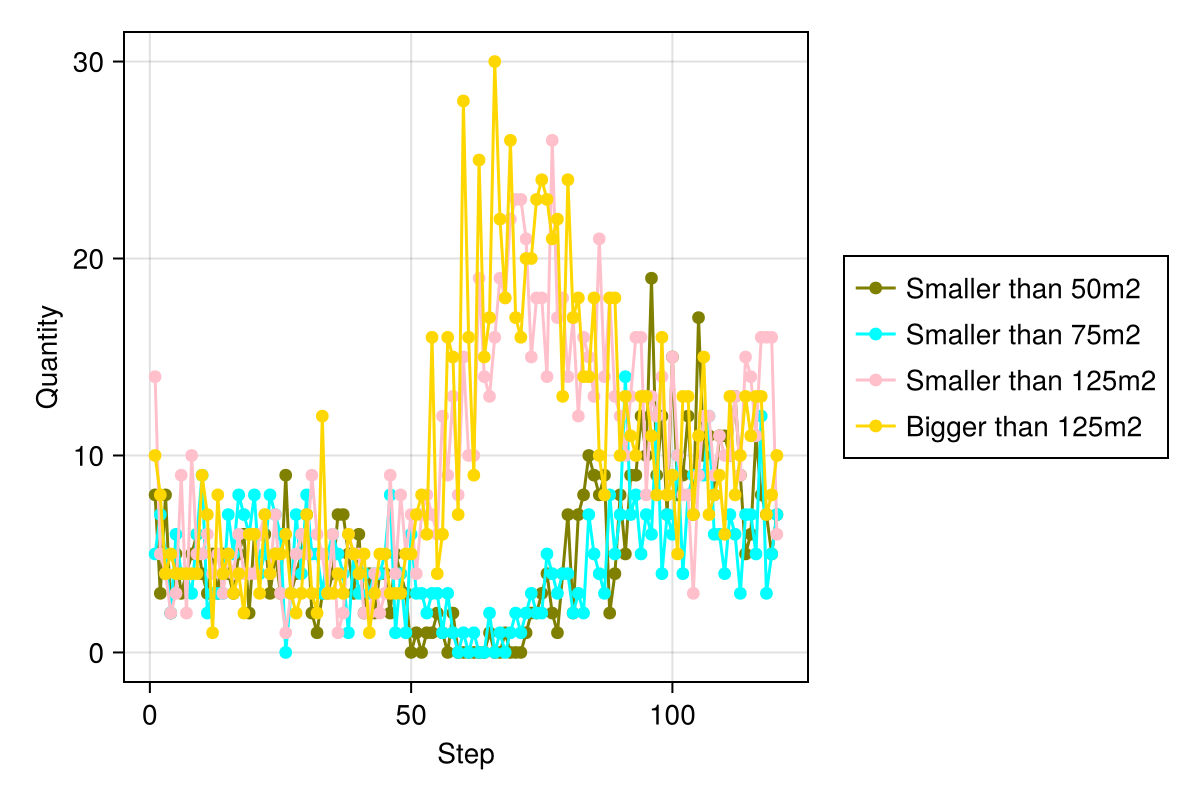 30
20
10
0
Quantity
0
50
100
Step
Smaller than 50m2
Smaller than 75m2
Smaller than 125m2
Bigger than 125m2